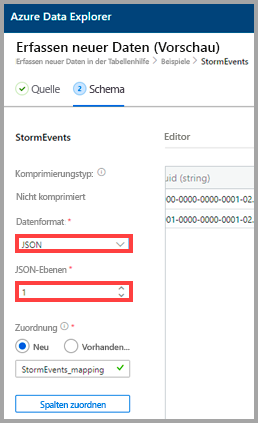 Azure Data Explorer
Erfassen neuer Daten (Vorschau)
Erfassen neuer Daten in der Tabellenhilfe > Beispiele > StormEvents
Quelle
2 Schema
StormEvents
Editor
Komprimierungstyp:
uid (string)
Nicht komprimiert
000-0000-0000-0001-02.
Datenformat *
001-0000-0000-0001-02.
JSON
JSON-Ebenen *
1
Zuordnung *
Neu
Vorhanden...
StormEvents_mapping
Spalten zuordnen